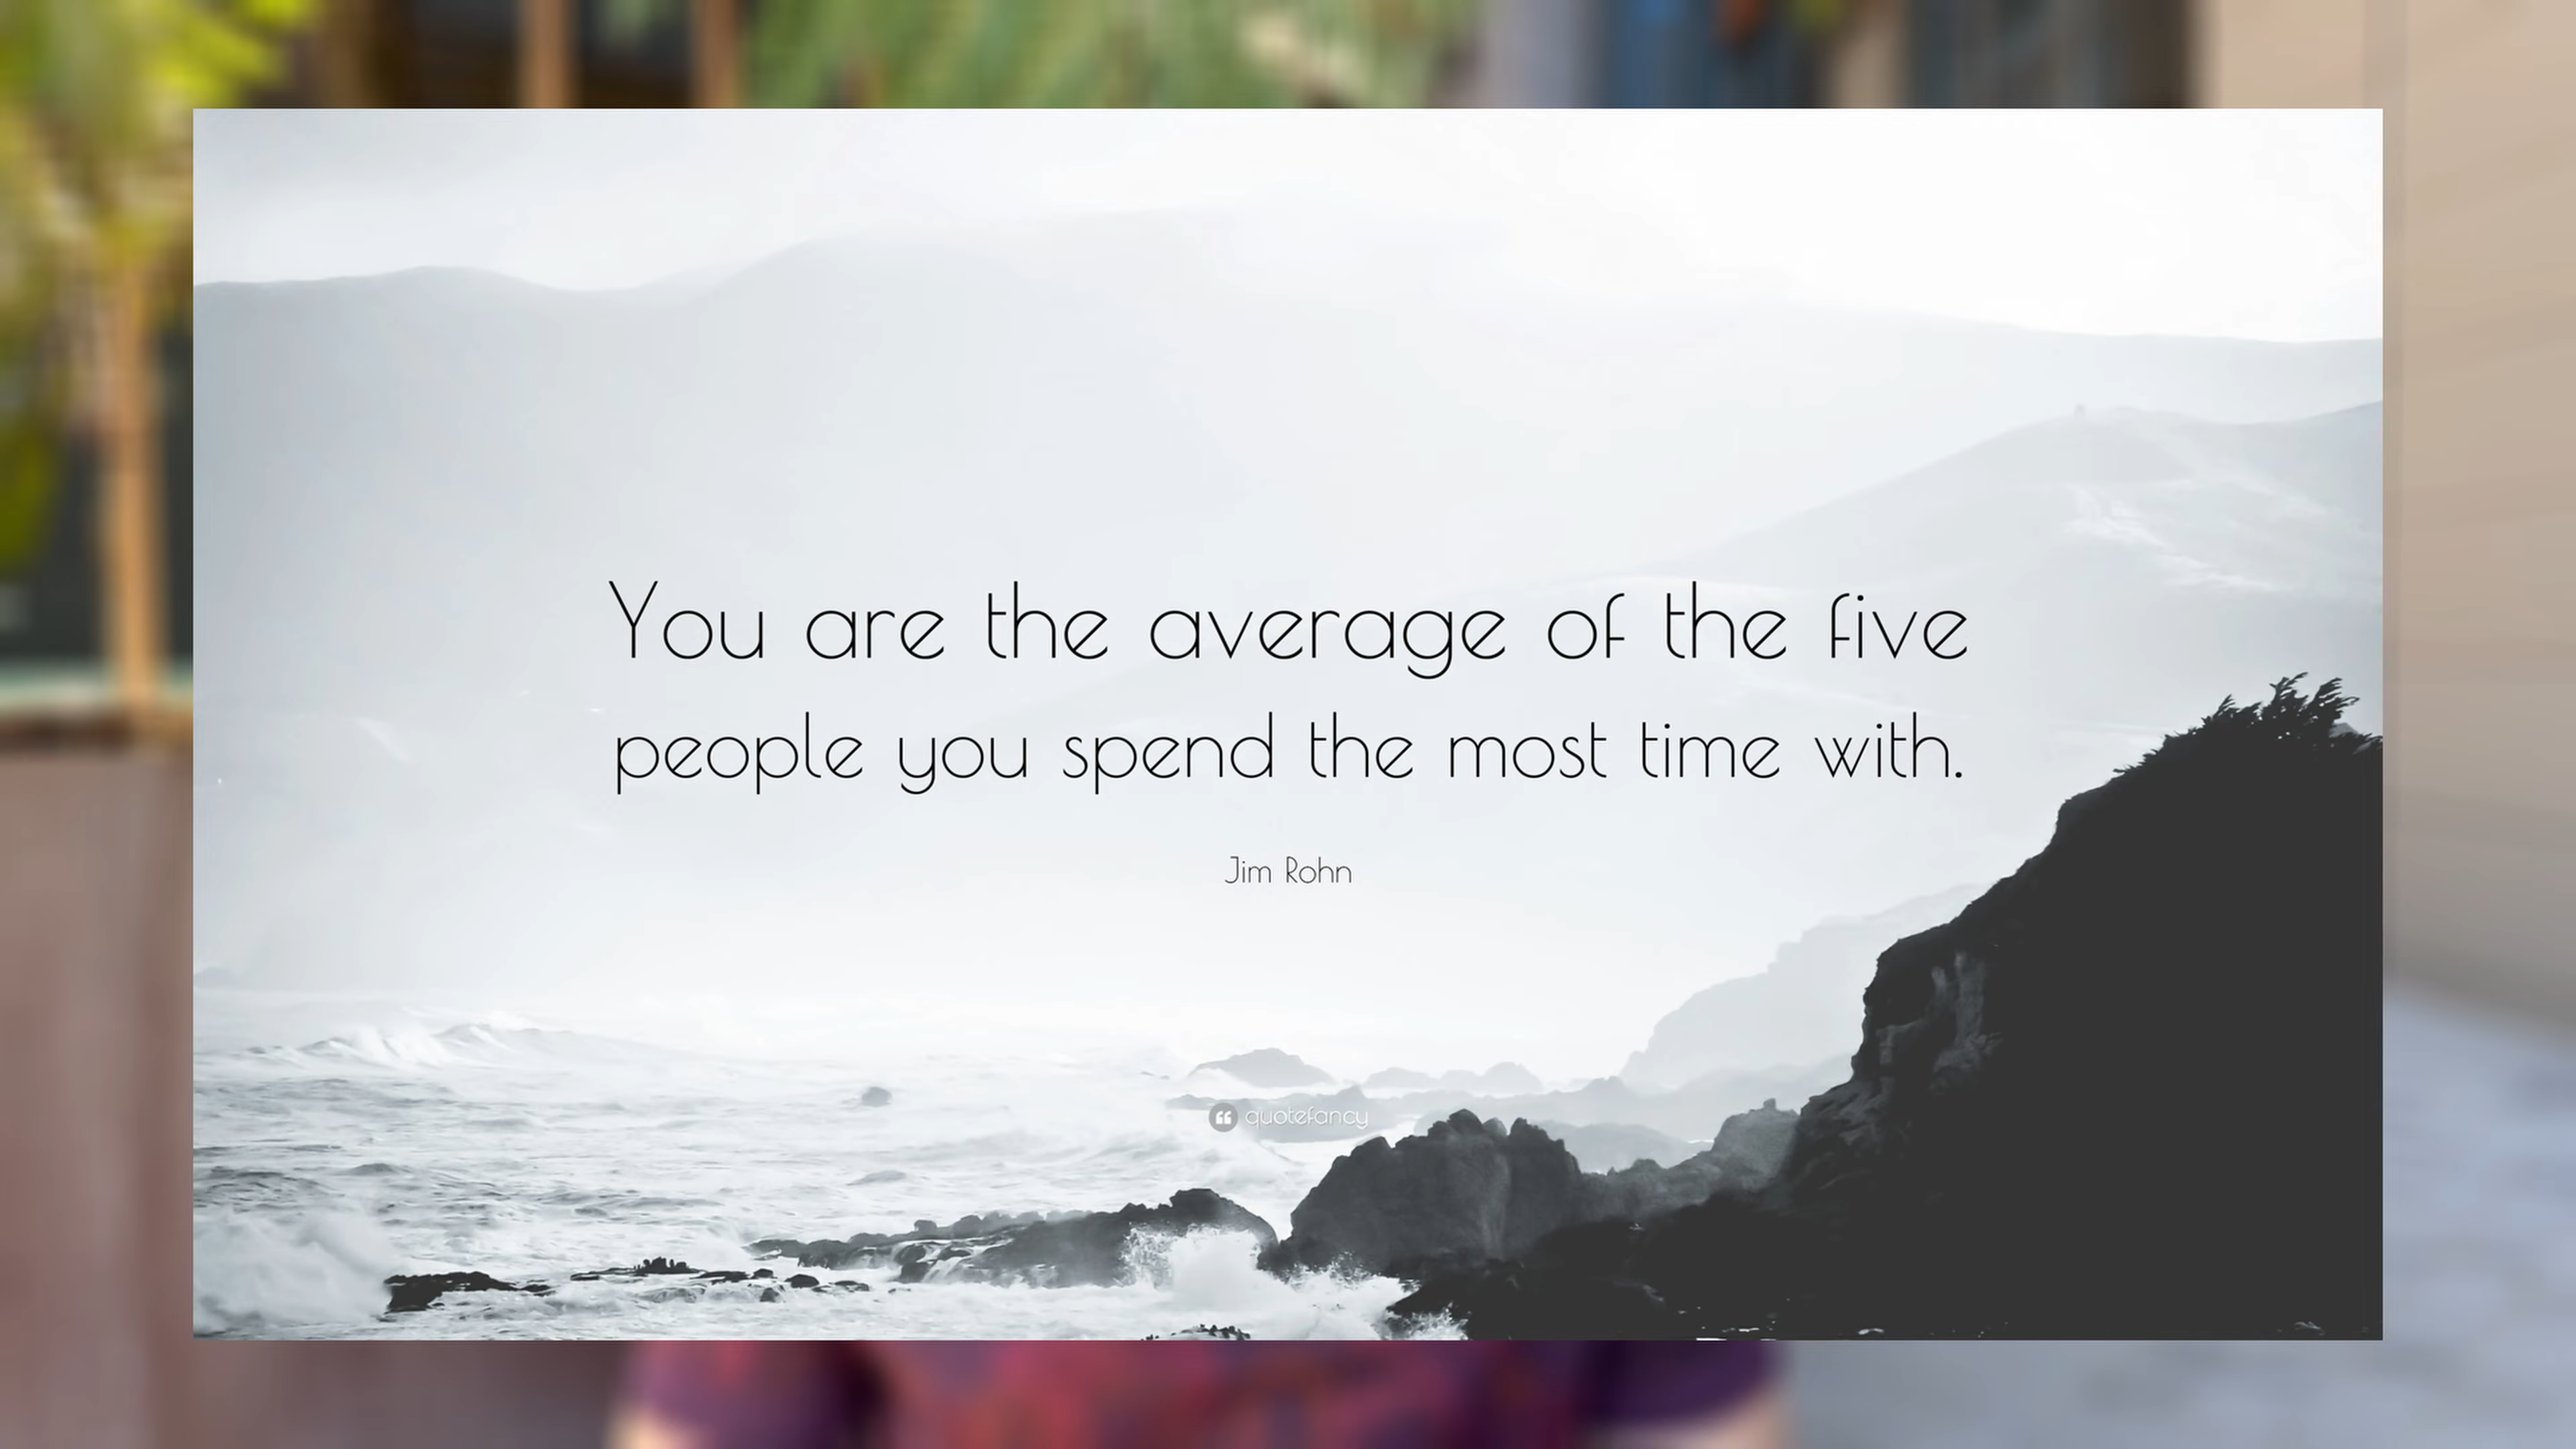 You are the average of the five
people you spend the most time with.
Jim Rohn
quotefancy